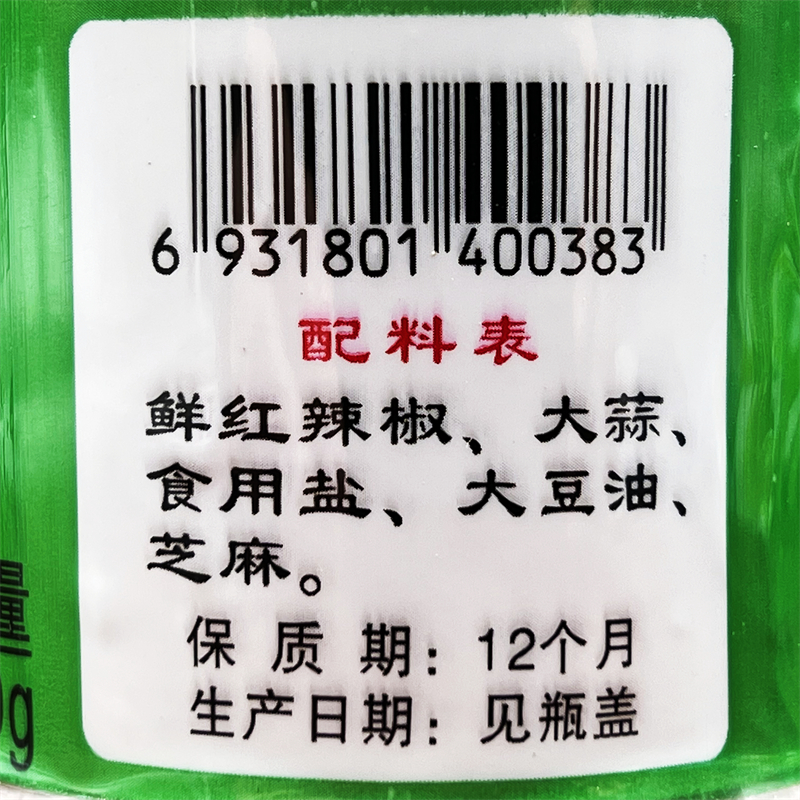 6 931801 400383
配料表
鲜红辣椒、大蒜、
食用盐、大豆油、
芝麻。
保质期：12个月
生产日期：见瓶盖
量
g